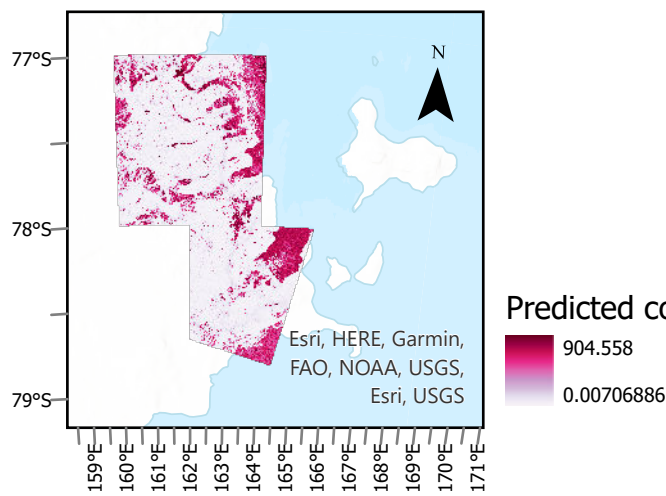 77°S
78°S
79°S
N
Esri, HERE, Garmin,
FAO, NOAA, USGS,
Esri, USGS
159°E
160°E
161°E
162°E
163°E
164°E
165°E
166°E
167°E
168°E
169°E
170°E
171°E
Predicted co
904.558
0.00706886